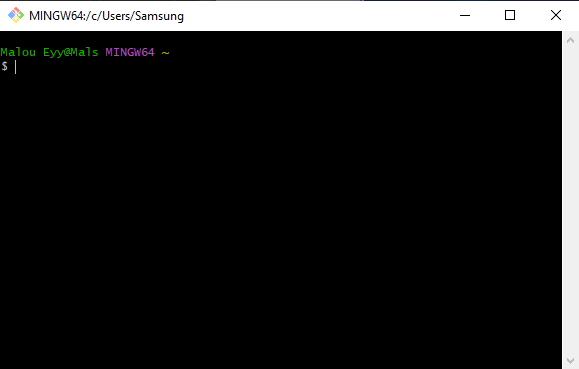 MINGW64:/c/Users/Samsung
Malou Eyy@Mals MINGW64 ~
$